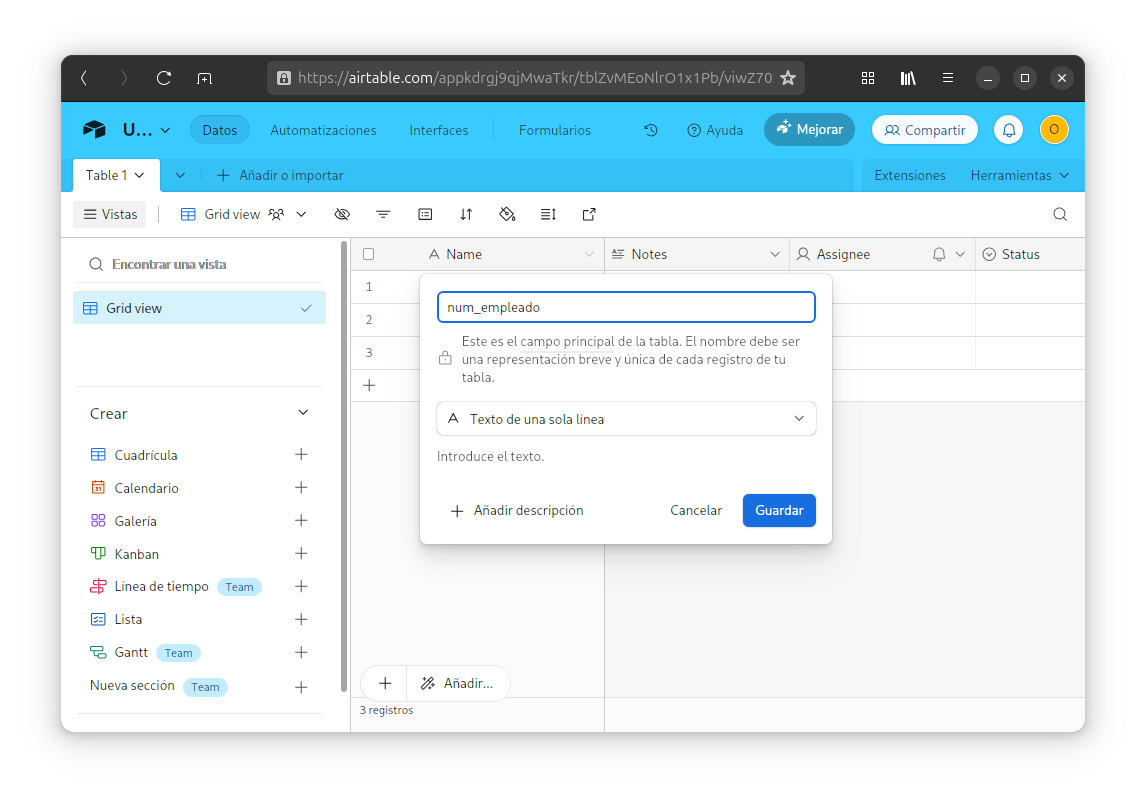 https://airtable.com/appkdrgj9qjMwaTkr/tblZvMEoNlrO1x1Pb/viwZ70
U...
Datos
Automatizaciones
Interfaces
Formularios
Ayuda
Mejorar
Compartir
O
Table 1
Añadir o importar
Extensiones
Herramientas
Vistas
Grid view
Encontrar una vista
Grid view
Crear
Cuadrícula
Calendario
Galería
Kanban
Línea de tiempo Team
Lista
Gantt Team
Nueva sección Team
Name
Notes
Assignee
Status
1
2
3
num_empleado
Este es el campo principal de la tabla. El nombre debe ser
una representación breve y única de cada registro de tu
tabla.
Texto de una sola línea
Introduce el texto.
Añadir descripción
Cancelar
Guardar
Añadir...
3 registros